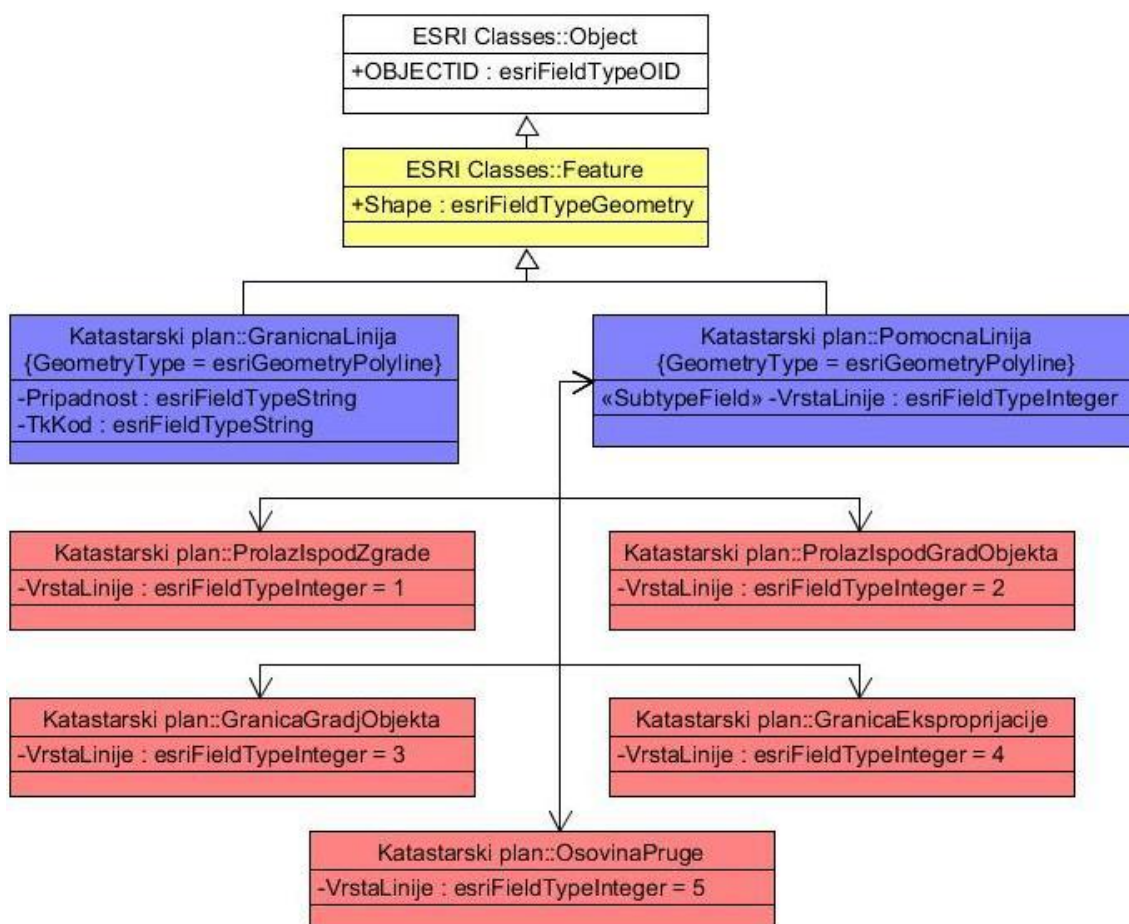 ESRI Classes::Object
+OBJECTID : esriFieldTypeOID
ESRI Classes::Feature
+Shape : esriFieldTypeGeometry
Katastarski plan::GranicnaLinija
{GeometryType = esriGeometryPolyline}
-Pripadnost : esriFieldTypeString
-TkKod : esriFieldTypeString
Katastarski plan::PomocnaLinija
{GeometryType = esriGeometryPolyline}
«SubtypeField» -VrstaLinije : esriFieldTypeInteger
Katastarski plan::ProlazIspodZgrade
-VrstaLinije : esriFieldTypeInteger = 1
Katastarski plan::ProlazIspodGradObjekta
-VrstaLinije : esriFieldTypeInteger = 2
Katastarski plan::GranicaGradjObjekta
-VrstaLinije : esriFieldTypeInteger = 3
Katastarski plan::GranicaEksproprijacije
-VrstaLinije : esriFieldTypeInteger = 4
Katastarski plan::OsovinaPruge
-VrstaLinije : esriFieldTypeInteger = 5